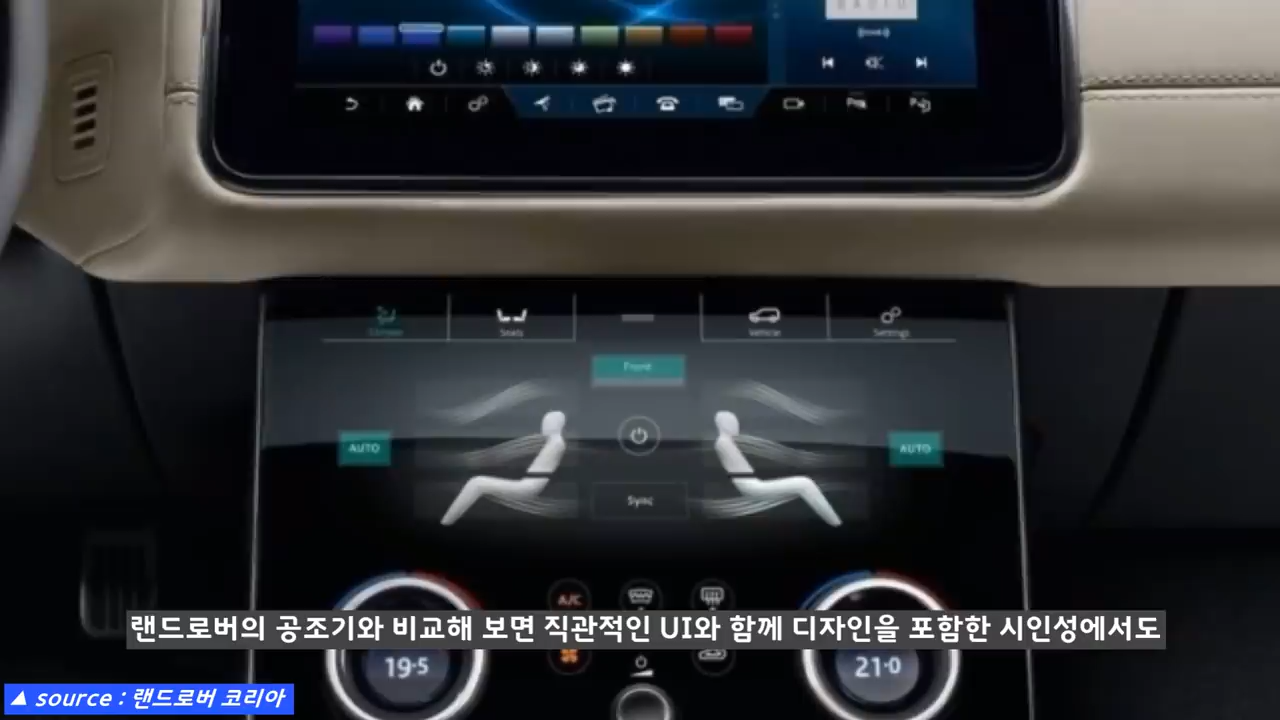 RADIO
Climate
Seats
Vehicle
Settings
Front
AUTO
AUTO
Sync
A/C
랜드로버의 공조기와 비교해 보면 직관적인 UI와 함께 디자인을 포함한 시인성에서도
19·5
21·0
▲ source : 랜드로버 코리아